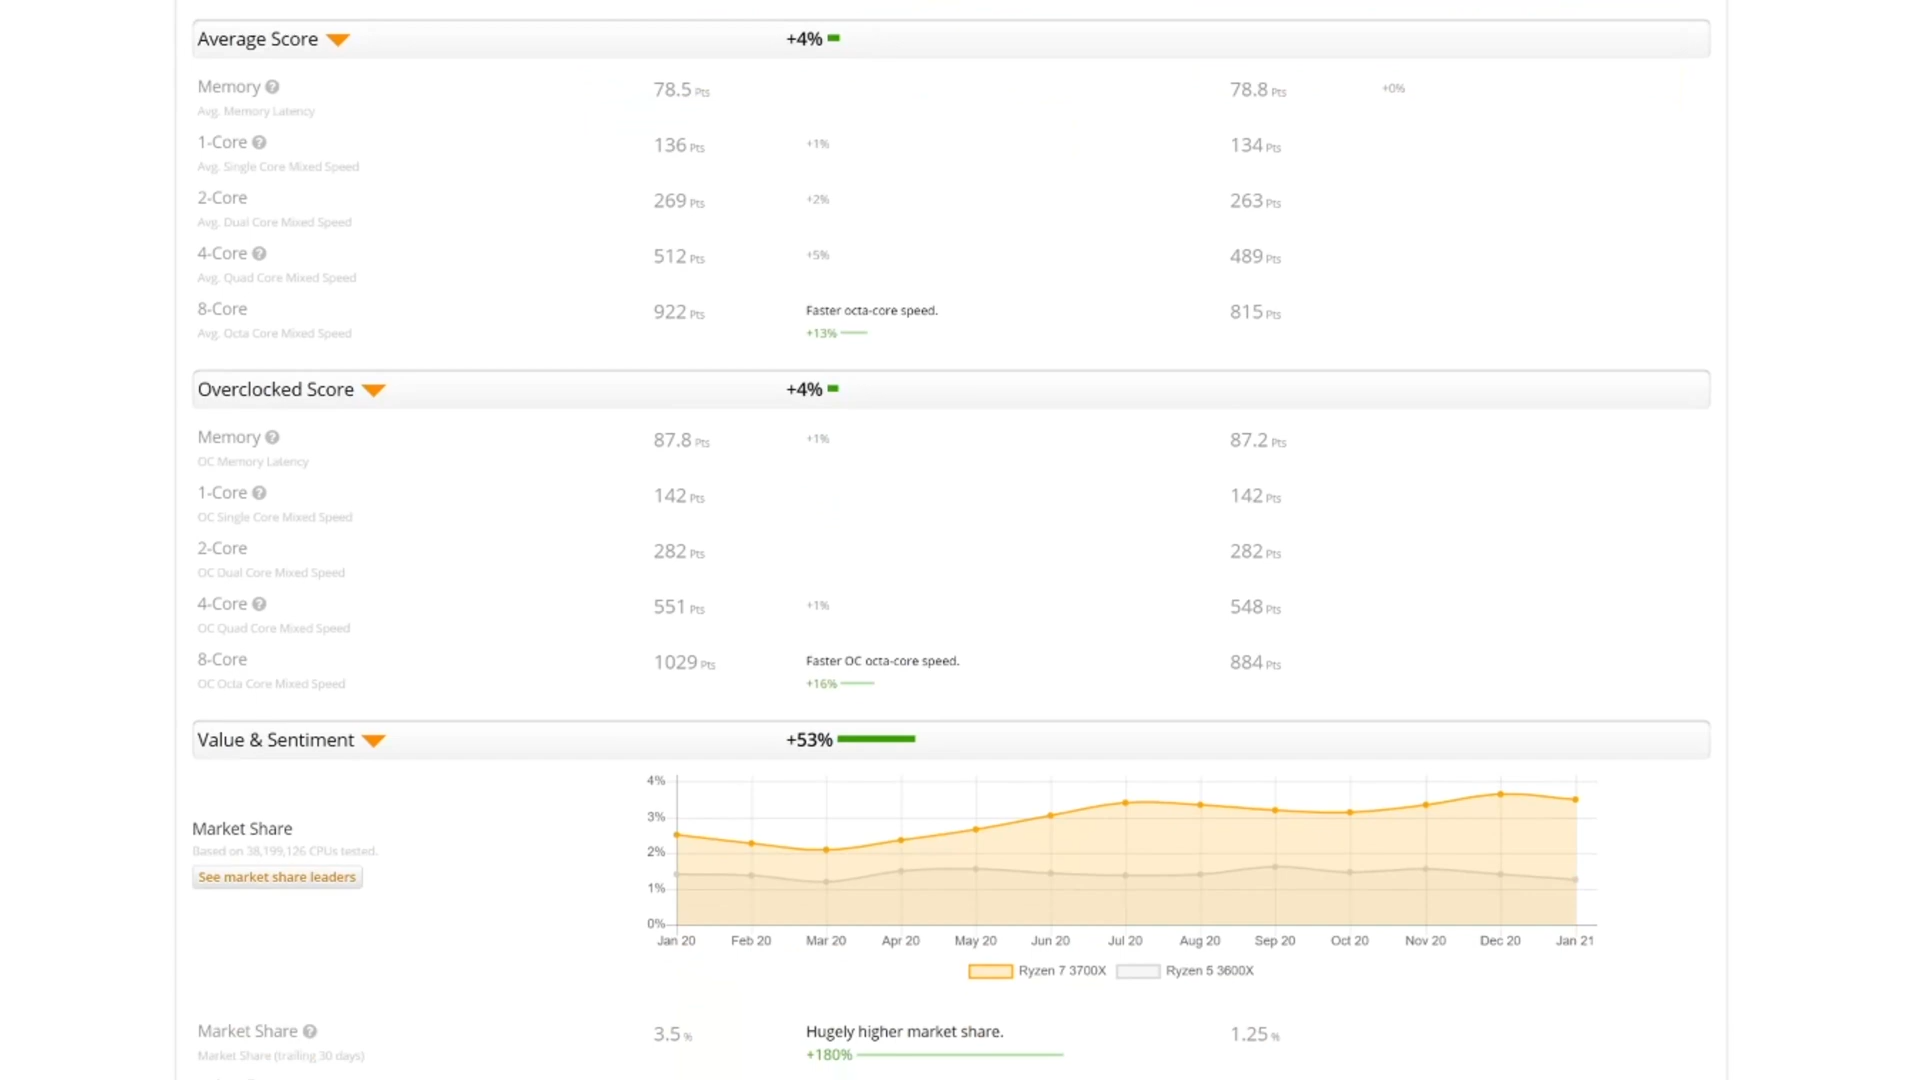 Average Score +4%
Memory 78.5 Pts 78.8 Pts +0%
Avg. Memory Latency
1-Core 136 Pts +1% 134 Pts
Avg. Single Core Mixed Speed
2-Core 269 Pts +2% 263 Pts
Avg. Dual Core Mixed Speed
4-Core 512 Pts +5% 489 Pts
Avg. Quad Core Mixed Speed
8-Core 922 Pts Faster octa-core speed. 815 Pts
Avg. Octa Core Mixed Speed +13%
Overclocked Score +4%
Memory 87.8 Pts +1% 87.2 Pts
OC Memory Latency
1-Core 142 Pts 142 Pts
OC Single Core Mixed Speed
2-Core 282 Pts 282 Pts
OC Dual Core Mixed Speed
4-Core 551 Pts +1% 548 Pts
OC Quad Core Mixed Speed
8-Core 1029 Pts Faster OC octa-core speed. 884 Pts
OC Octa Core Mixed Speed +16%
Value & Sentiment +53%
4%
3%
2%
1%
0%
Market Share
Based on 38,199,126 CPUs tested.
See market share leaders
Jan 20 Feb 20 Mar 20 Apr 20 May 20 Jun 20 Jul 20 Aug 20 Sep 20 Oct 20 Nov 20 Dec 20 Jan 21
Ryzen 7 3700X Ryzen 5 3600X
Market Share 3.5 % Hugely higher market share. 1.25 %
Market Share (trailing 30 days) +180%